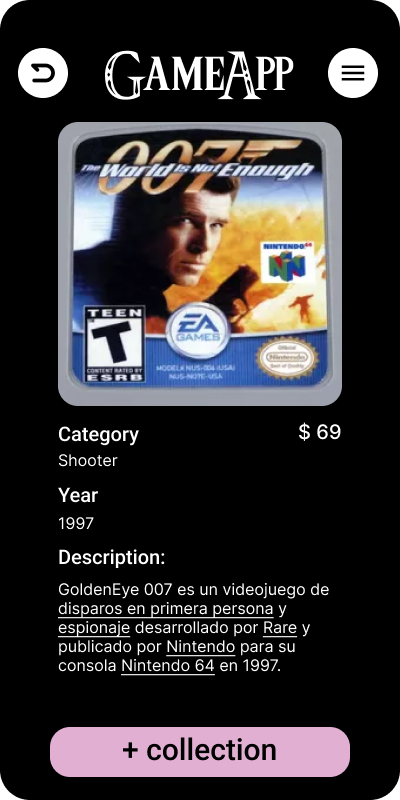 GAMEAPP
007
The World Is Not Enough
NINTENDO 64
N
TEEN
T
CONTENT RATED BY
ESRB
EA
GAMES
MODEL# NUS-006 (USA)
NUS-NOTE-USA
Official
Nintendo
Seal of Quality
Category
$ 69
Shooter
Year
1997
Description:
GoldenEye 007 es un videojuego de
disparos en primera persona y
espionaje desarrollado por Rare y
publicado por Nintendo para su
consola Nintendo 64 en 1997.
+ collection